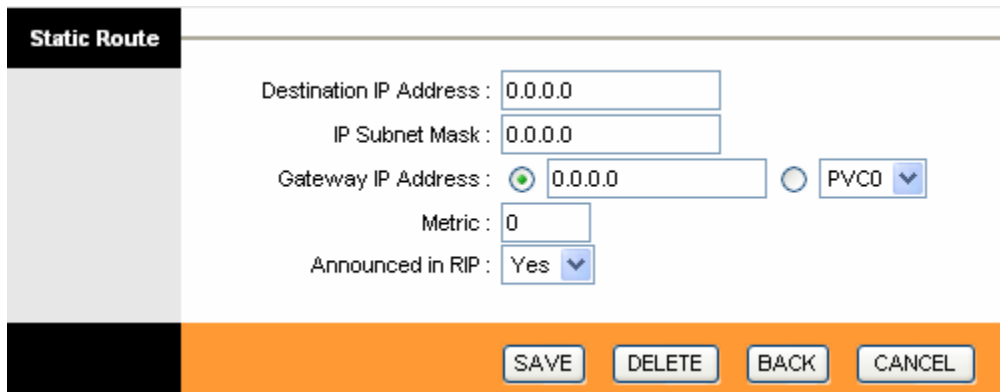 Static Route
Destination IP Address : 0.0.0.0
IP Subnet Mask : 0.0.0.0
Gateway IP Address : 0.0.0.0 PVC0
Metric : 0
Announced in RIP : Yes
SAVE DELETE BACK CANCEL